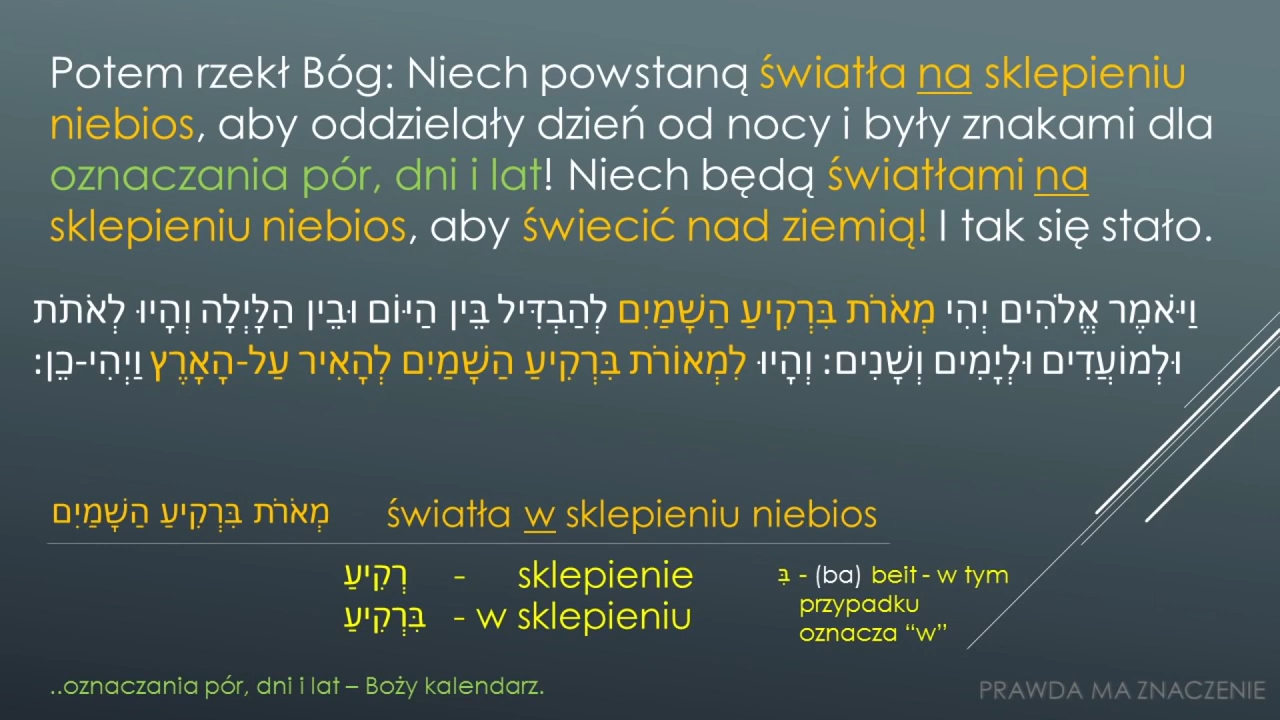 Potem rzekł Bóg: Niech powstaną światła na sklepieniu
niebios, aby oddzielały dzień od nocy i były znakami dla
oznaczania pór, dni i lat! Niech będą światłami na
sklepieniu niebios, aby świecić nad ziemią! I tak się stało.
וַיֹּאמֶר אֱלֹהִים יְהִי מְאֹרֹת בִּרְקִיעַ הַשָּׁמַיִם לְהַבְדִּיל בֵּין הַיּוֹם וּבֵין הַלָּיְלָה וְהָיוּ לְאֹתֹת
וּלְמוֹעֲדִים וּלְיָמִים וְשָׁנִים: וְהָיוּ לִמְאוֹרֹת בִּרְקִיעַ הַשָּׁמַיִם לְהָאִיר עַל-הָאָרֶץ וַיְהִי-כֵן:
מְאֹרֹת בִּרְקִיעַ הַשָּׁמַיִם światła w sklepieniu niebios
רְקִיעַ - sklepienie
בִּרְקִיעַ - w sklepieniu
בִּ - (ba) beit - w tym
przypadku
oznacza “w”
..oznaczania pór, dni i lat – Boży kalendarz.
PRAWDA MA ZNACZENIE